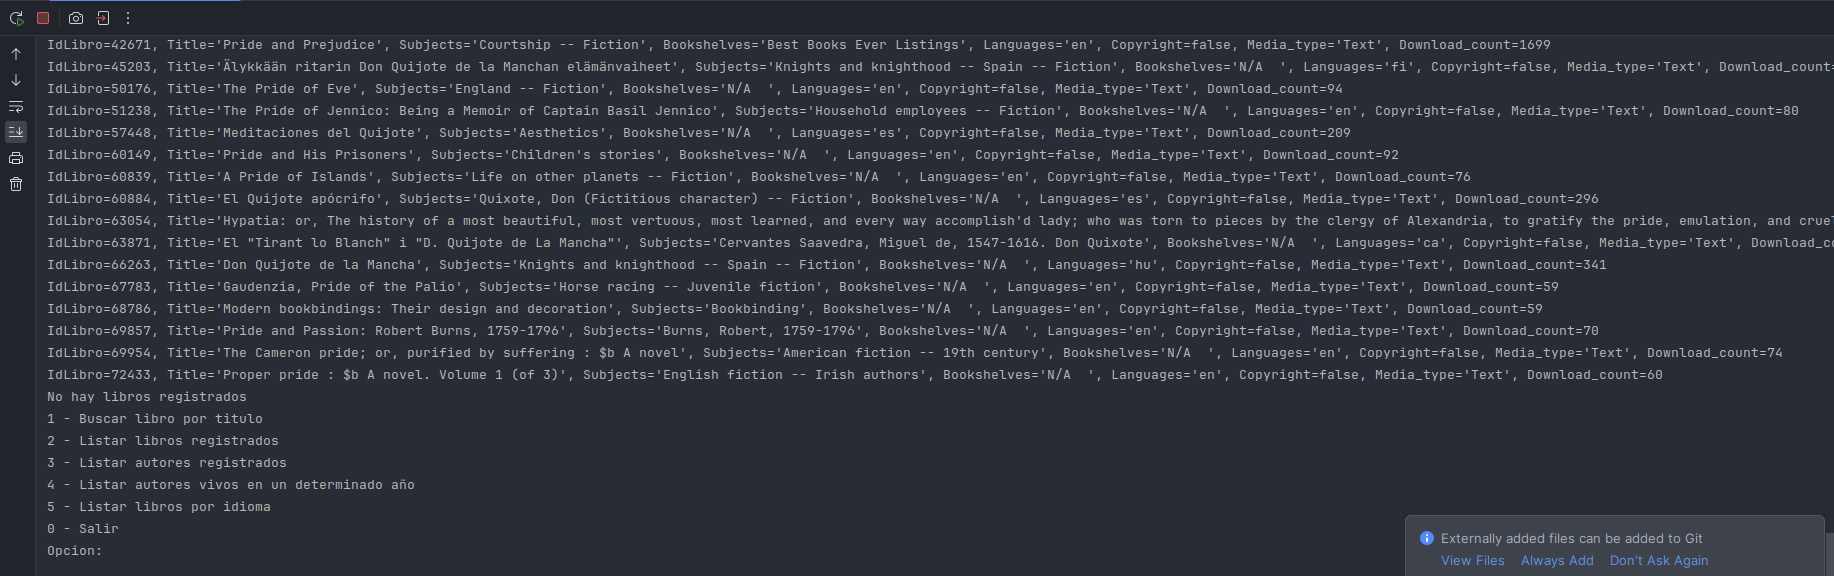 IdLibro=42671, Title='Pride and Prejudice', Subjects='Courtship -- Fiction', Bookshelves='Best Books Ever Listings', Languages='en', Copyright=false, Media_type='Text', Download_count=1699
IdLibro=45203, Title='Älykkään ritarin Don Quijote de la Manchan elämänvaiheet', Subjects='Knights and knighthood -- Spain -- Fiction', Bookshelves='N/A  ', Languages='fi', Copyright=false, Media_type='Text', Download_count=
IdLibro=50176, Title='The Pride of Eve', Subjects='England -- Fiction', Bookshelves='N/A  ', Languages='en', Copyright=false, Media_type='Text', Download_count=94
IdLibro=51238, Title='The Pride of Jennico: Being a Memoir of Captain Basil Jennico', Subjects='Household employees -- Fiction', Bookshelves='N/A  ', Languages='en', Copyright=false, Media_type='Text', Download_count=80
IdLibro=57448, Title='Meditaciones del Quijote', Subjects='Aesthetics', Bookshelves='N/A  ', Languages='es', Copyright=false, Media_type='Text', Download_count=209
IdLibro=60149, Title='Pride and His Prisoners', Subjects='Children's stories', Bookshelves='N/A  ', Languages='en', Copyright=false, Media_type='Text', Download_count=92
IdLibro=60839, Title='A Pride of Islands', Subjects='Life on other planets -- Fiction', Bookshelves='N/A  ', Languages='en', Copyright=false, Media_type='Text', Download_count=76
IdLibro=60884, Title='El Quijote apócrifo', Subjects='Quixote, Don (Fictitious character) -- Fiction', Bookshelves='N/A  ', Languages='es', Copyright=false, Media_type='Text', Download_count=296
IdLibro=63054, Title='Hypatia: or, The history of a most beautiful, most vertuous, most learned, and every way accomplish'd lady; who was torn to pieces by the clergy of Alexandria, to gratify the pride, emulation, and cruel
IdLibro=63871, Title='El "Tirant lo Blanch" i "D. Quijote de La Mancha"', Subjects='Cervantes Saavedra, Miguel de, 1547-1616. Don Quixote', Bookshelves='N/A  ', Languages='ca', Copyright=false, Media_type='Text', Download_co
IdLibro=66263, Title='Don Quijote de la Mancha', Subjects='Knights and knighthood -- Spain -- Fiction', Bookshelves='N/A  ', Languages='hu', Copyright=false, Media_type='Text', Download_count=341
IdLibro=67783, Title='Gaudenzia, Pride of the Palio', Subjects='Horse racing -- Juvenile fiction', Bookshelves='N/A  ', Languages='en', Copyright=false, Media_type='Text', Download_count=59
IdLibro=68786, Title='Modern bookbindings: Their design and decoration', Subjects='Bookbinding', Bookshelves='N/A  ', Languages='en', Copyright=false, Media_type='Text', Download_count=59
IdLibro=69857, Title='Pride and Passion: Robert Burns, 1759-1796', Subjects='Burns, Robert, 1759-1796', Bookshelves='N/A  ', Languages='en', Copyright=false, Media_type='Text', Download_count=70
IdLibro=69954, Title='The Cameron pride; or, purified by suffering : $b A novel', Subjects='American fiction -- 19th century', Bookshelves='N/A  ', Languages='en', Copyright=false, Media_type='Text', Download_count=74
IdLibro=72433, Title='Proper pride : $b A novel. Volume 1 (of 3)', Subjects='English fiction -- Irish authors', Bookshelves='N/A  ', Languages='en', Copyright=false, Media_type='Text', Download_count=60
No hay libros registrados
1 - Buscar libro por titulo
2 - Listar libros registrados
3 - Listar autores registrados
4 - Listar autores vivos en un determinado año
5 - Listar libros por idioma
0 - Salir
Opcion:
Externally added files can be added to Git
View Files Always Add Don't Ask Again